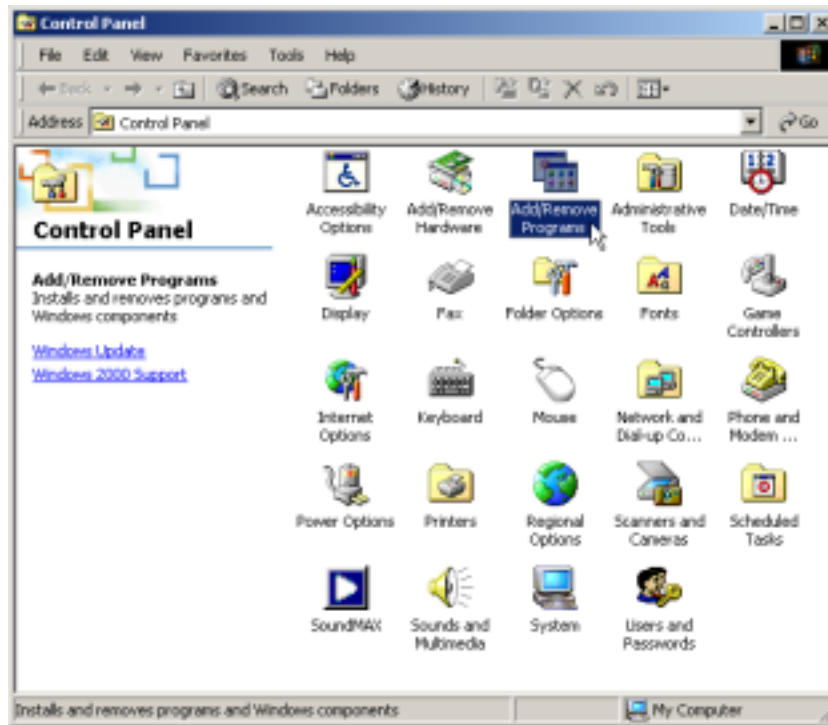 Control Panel
File Edit View Favorites Tools Help
Back Search Folders History
Address Control Panel Go
Control Panel
Add/Remove Programs
Installs and removes programs and
Windows components
Windows Update
Windows 2000 Support
Accessibility
Options
Add/Remove
Hardware
Add/Remove
Programs
Administrative
Tools
Date/Time
Display
Fax
Folder Options
Fonts
Game
Controllers
Internet
Options
Keyboard
Mouse
Network and
Dial-up Co...
Phone and
Modem ...
Power Options
Printers
Regional
Options
Scanners and
Cameras
Scheduled
Tasks
SoundMAX
Sounds and
Multimedia
System
Users and
Passwords
Installs and removes programs and Windows components
My Computer